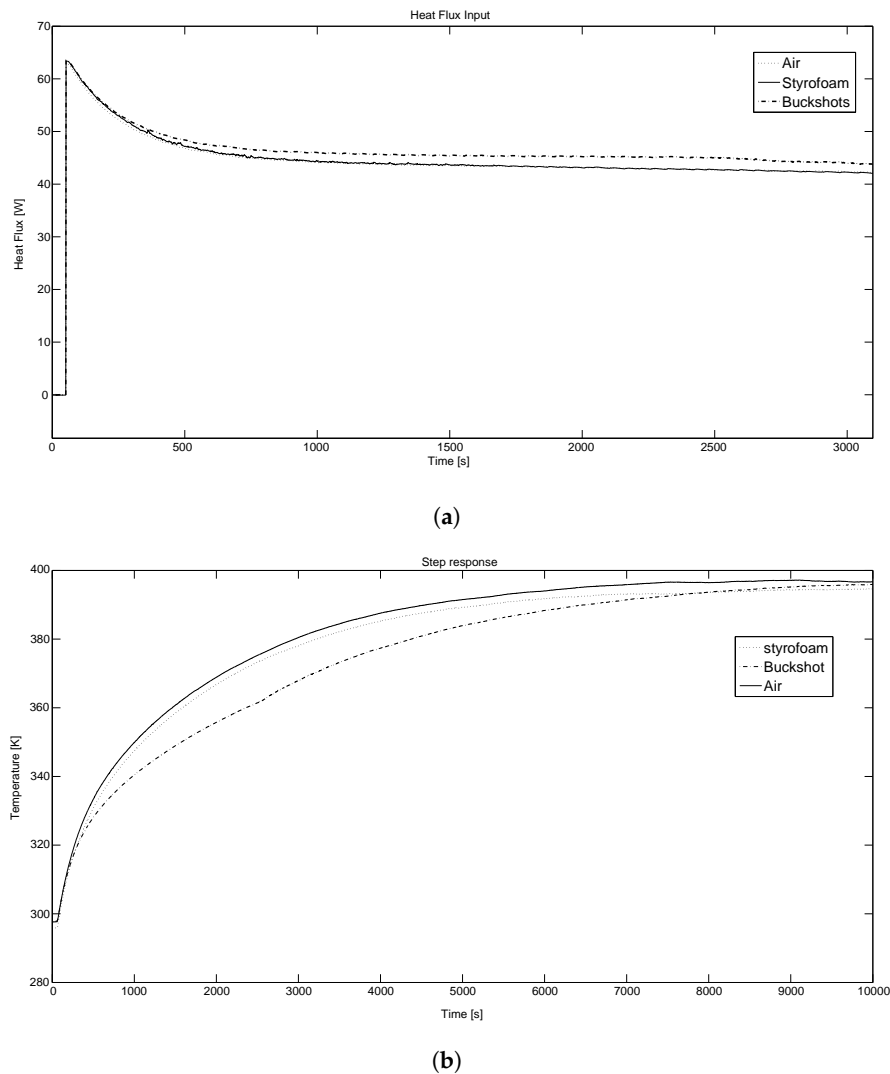 Heat Flux Input
70
60
50
40
30
20
10
0
Heat Flux [W]
Air
Styrofoam
Buckshots
0 500 1000 1500 2000 2500 3000
Time [s]
(a)
Step response
400
380
360
340
320
300
280
Temperature [K]
styrofoam
Buckshot
Air
0 1000 2000 3000 4000 5000 6000 7000 8000 9000 10000
Time [s]
(b)